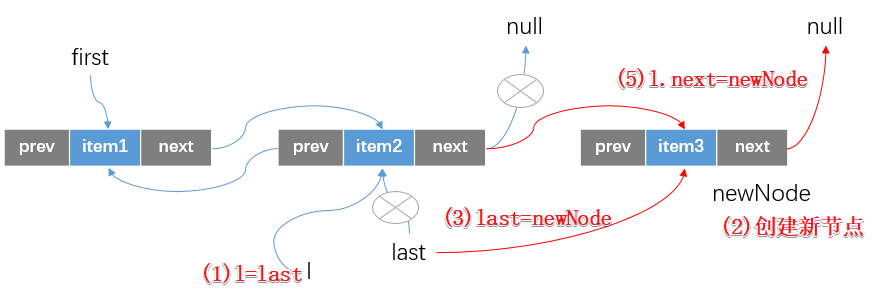 null
null
first
(5)l.next=newNode
prev item1 next
prev item2 next
prev item3 next
newNode
(3)last=newNode
(2)创建新节点
last
(1)l=last l